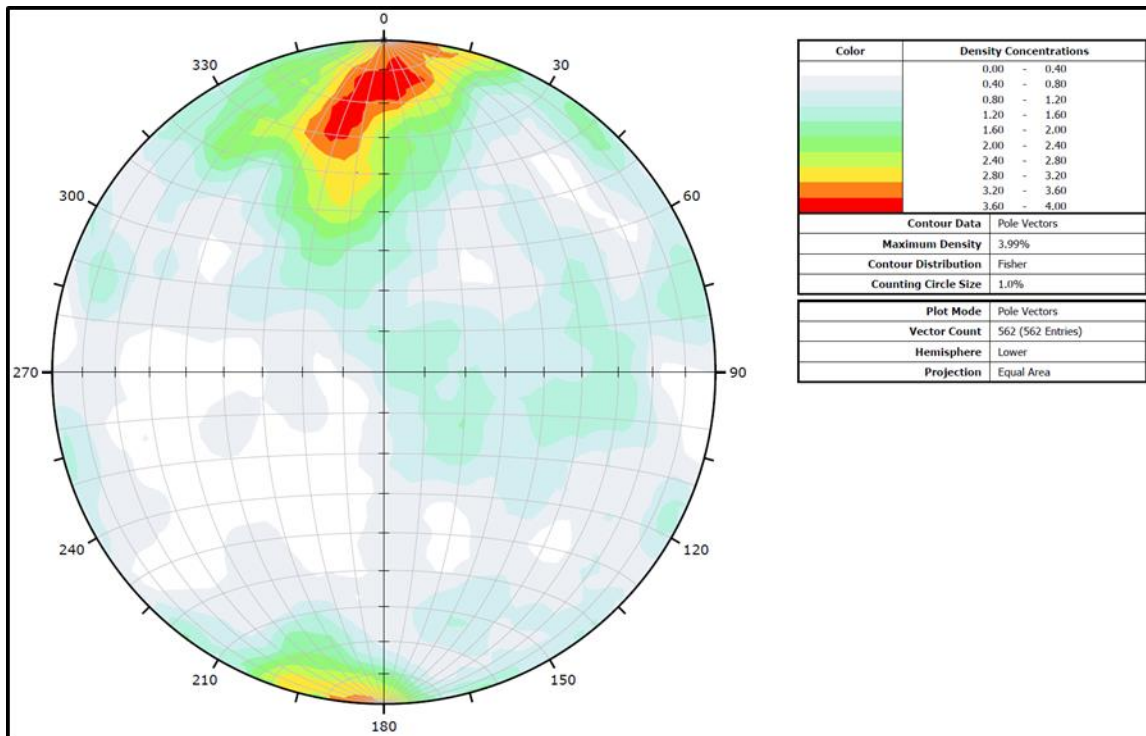 0
330
30
300
60
270
90
240
120
210
150
180
Color Density Concentrations
0.00 - 0.40
0.40 - 0.80
0.80 - 1.20
1.20 - 1.60
1.60 - 2.00
2.00 - 2.40
2.40 - 2.80
2.80 - 3.20
3.20 - 3.60
3.60 - 4.00
Contour Data Pole Vectors
Maximum Density 3.99%
Contour Distribution Fisher
Counting Circle Size 1.0%
Plot Mode Pole Vectors
Vector Count 562 (562 Entries)
Hemisphere Lower
Projection Equal Area